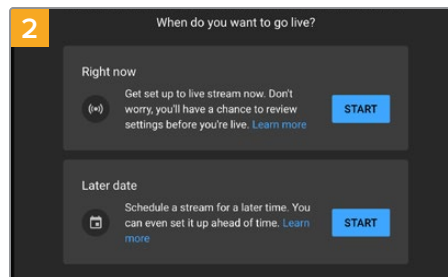 2
When do you want to go live?
Right now
Get set up to live stream now. Don't
worry, you'll have a chance to review
settings before you're live. Learn more
START
Later date
Schedule a stream for a later time. You
can even set it up ahead of time. Learn
more
START